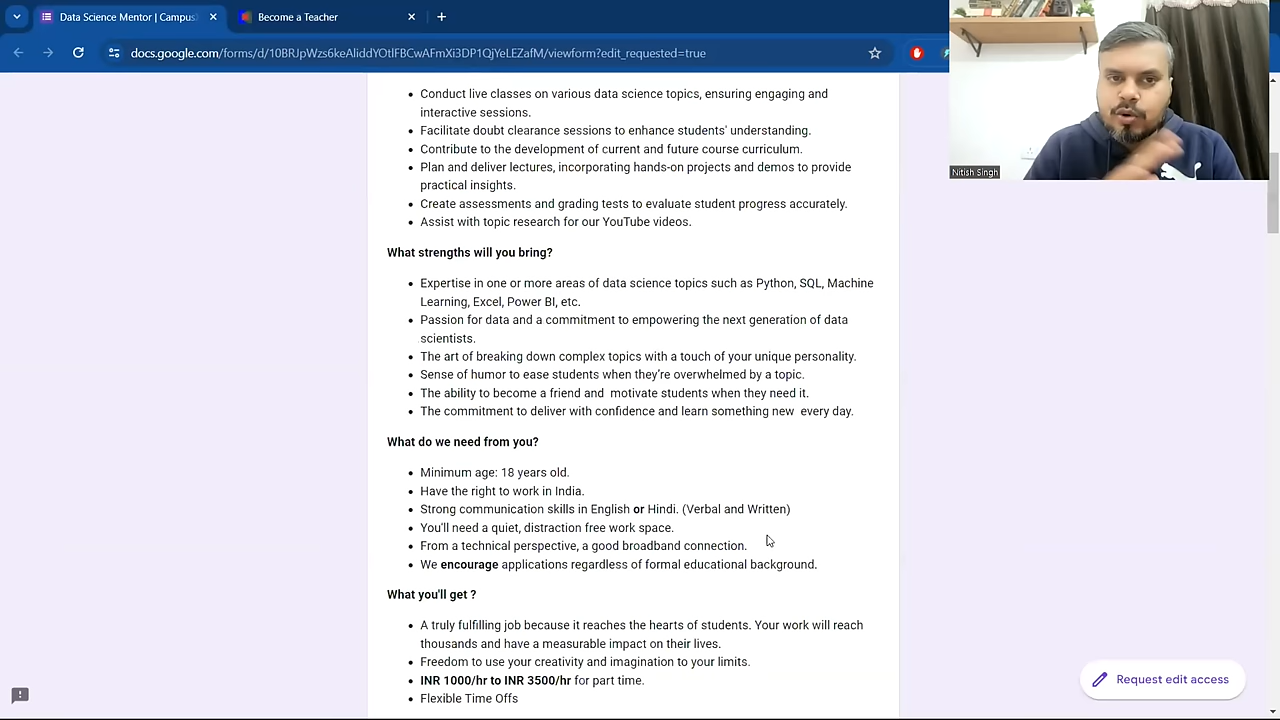 Data Science Mentor | Campus
Become a Teacher
docs.google.com/forms/d/10BRJpWzs6keAliddYOtlFBCwAFmXi3DP1QjYeLEZafM/viewform?edit_requested=true
Conduct live classes on various data science topics, ensuring engaging and
interactive sessions.
Facilitate doubt clearance sessions to enhance students' understanding.
Contribute to the development of current and future course curriculum.
Plan and deliver lectures, incorporating hands-on projects and demos to provide
practical insights.
Create assessments and grading tests to evaluate student progress accurately.
Assist with topic research for our YouTube videos.
What strengths will you bring?
Expertise in one or more areas of data science topics such as Python, SQL, Machine
Learning, Excel, Power BI, etc.
Passion for data and a commitment to empowering the next generation of data
scientists.
The art of breaking down complex topics with a touch of your unique personality.
Sense of humor to ease students when they're overwhelmed by a topic.
The ability to become a friend and motivate students when they need it.
The commitment to deliver with confidence and learn something new every day.
What do we need from you?
Minimum age: 18 years old.
Have the right to work in India.
Strong communication skills in English or Hindi. (Verbal and Written)
You'll need a quiet, distraction free work space.
From a technical perspective, a good broadband connection.
We encourage applications regardless of formal educational background.
What you'll get ?
A truly fulfilling job because it reaches the hearts of students. Your work will reach
thousands and have a measurable impact on their lives.
Freedom to use your creativity and imagination to your limits.
INR 1000/hr to INR 3500/hr for part time.
Flexible Time Offs
Request edit access
Nitish Singh